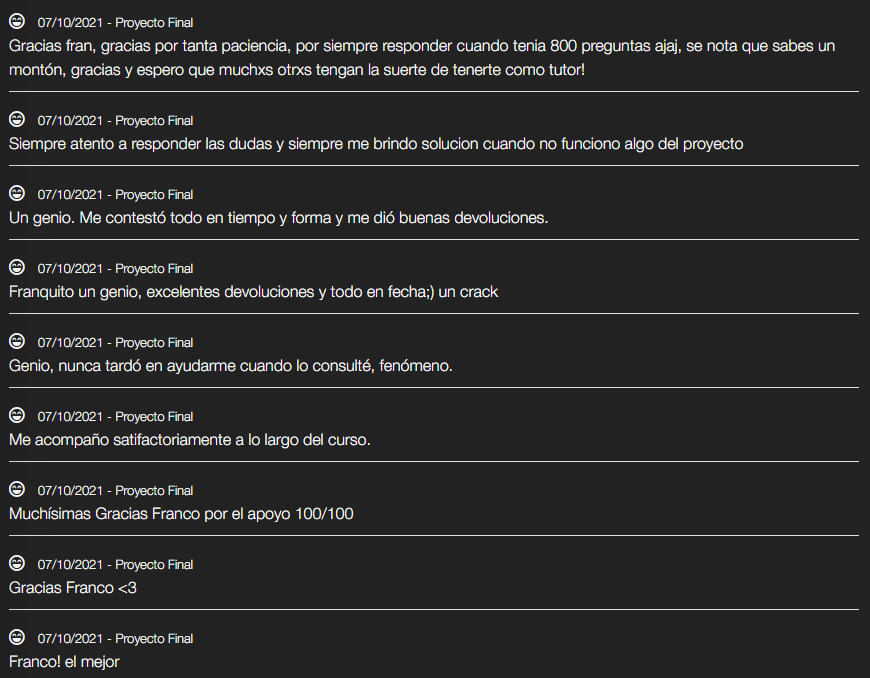 07/10/2021 - Proyecto Final
Gracias fran, gracias por tanta paciencia, por siempre responder cuando tenia 800 preguntas ajaj, se nota que sabes un
montón, gracias y espero que muchxs otrxs tengan la suerte de tenerte como tutor!
07/10/2021 - Proyecto Final
Siempre atento a responder las dudas y siempre me brindo solucion cuando no funciono algo del proyecto
07/10/2021 - Proyecto Final
Un genio. Me contestó todo en tiempo y forma y me dió buenas devoluciones.
07/10/2021 - Proyecto Final
Franquito un genio, excelentes devoluciones y todo en fecha;) un crack
07/10/2021 - Proyecto Final
Genio, nunca tardó en ayudarme cuando lo consulté, fenómeno.
07/10/2021 - Proyecto Final
Me acompaño satifactoriamente a lo largo del curso.
07/10/2021 - Proyecto Final
Muchísimas Gracias Franco por el apoyo 100/100
07/10/2021 - Proyecto Final
Gracias Franco <3
07/10/2021 - Proyecto Final
Franco! el mejor